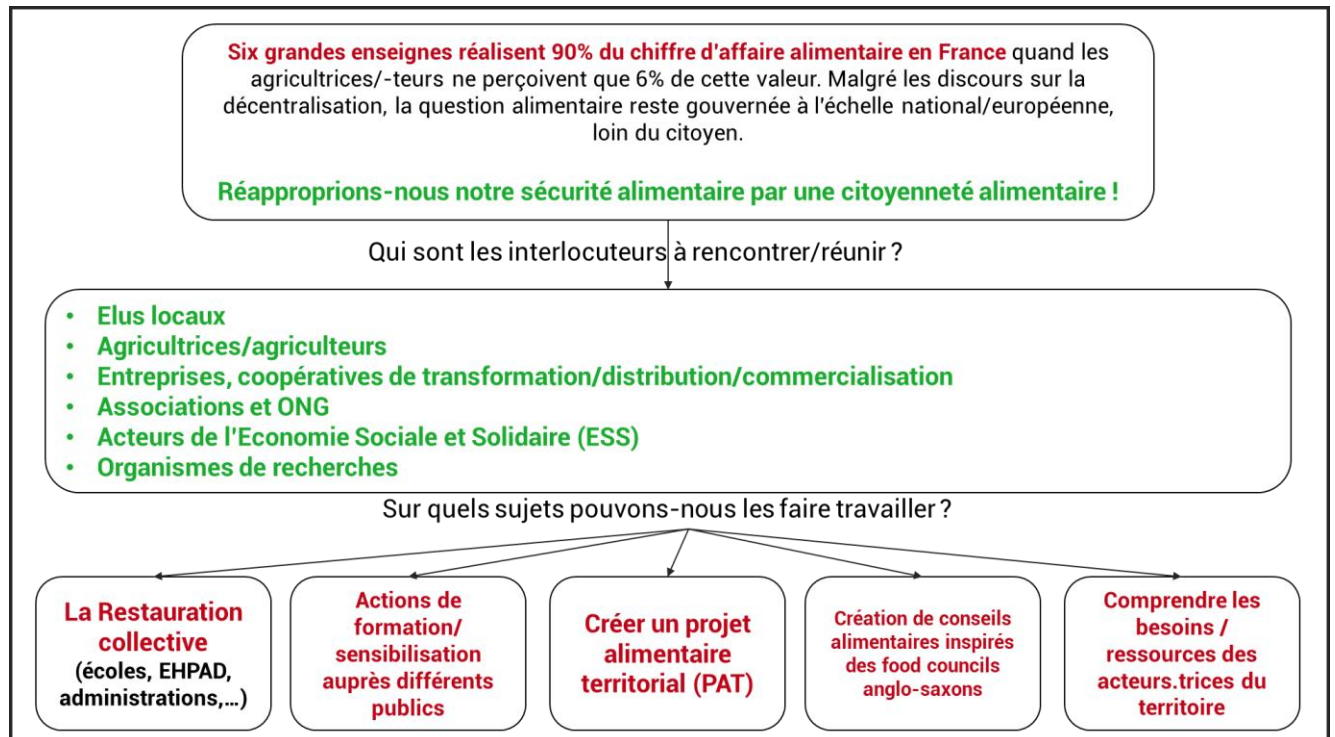 Six grandes enseignes réalisent 90% du chiffre d'affaire alimentaire en France quand les
agricultrices/-teurs ne perçoivent que 6% de cette valeur. Malgré les discours sur la
décentralisation, la question alimentaire reste gouvernée à l'échelle national/européenne,
loin du citoyen.
Réapproprions-nous notre sécurité alimentaire par une citoyenneté alimentaire !
Qui sont les interlocuteurs à rencontrer/réunir ?
• Elus locaux
• Agricultrices/agriculteurs
• Entreprises, coopératives de transformation/distribution/commercialisation
• Associations et ONG
• Acteurs de l'Economie Sociale et Solidaire (ESS)
• Organismes de recherches
Sur quels sujets pouvons-nous les faire travailler ?
La Restauration
collective
(écoles, EHPAD,
administrations,...)
Actions de
formation/
sensibilisation
auprès différents
publics
Créer un projet
alimentaire
territorial (PAT)
Création de conseils
alimentaires inspirés
des food councils
anglo-saxons
Comprendre les
besoins /
ressources des
acteurs.trices du
territoire